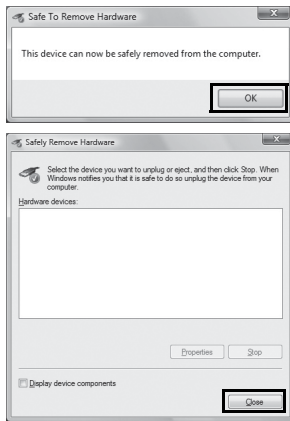 Safe To Remove Hardware
This device can now be safely removed from the computer.
OK
Safely Remove Hardware
Select the device you want to unplug or eject, and then click Stop. When
Windows notifies you that it is safe to do so unplug the device from your
computer.
Hardware devices:
Properties Stop
Display device components
Close